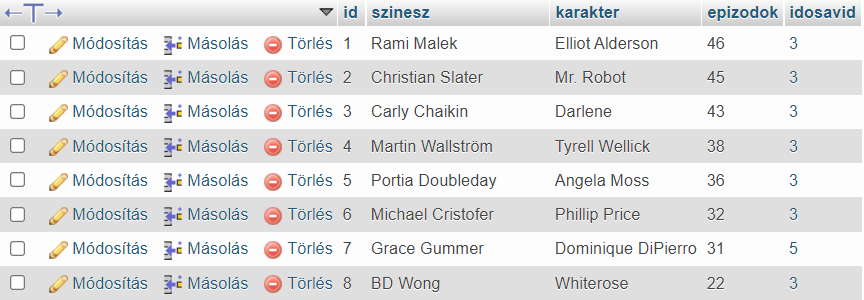 id szinesz karakter epizodok idosavid
Módosítás Másolás Törlés 1 Rami Malek Elliot Alderson 46 3
Módosítás Másolás Törlés 2 Christian Slater Mr. Robot 45 3
Módosítás Másolás Törlés 3 Carly Chaikin Darlene 43 3
Módosítás Másolás Törlés 4 Martin Wallström Tyrell Wellick 38 3
Módosítás Másolás Törlés 5 Portia Doubleday Angela Moss 36 3
Módosítás Másolás Törlés 6 Michael Cristofer Phillip Price 32 3
Módosítás Másolás Törlés 7 Grace Gummer Dominique DiPierro 31 5
Módosítás Másolás Törlés 8 BD Wong Whiterose 22 3